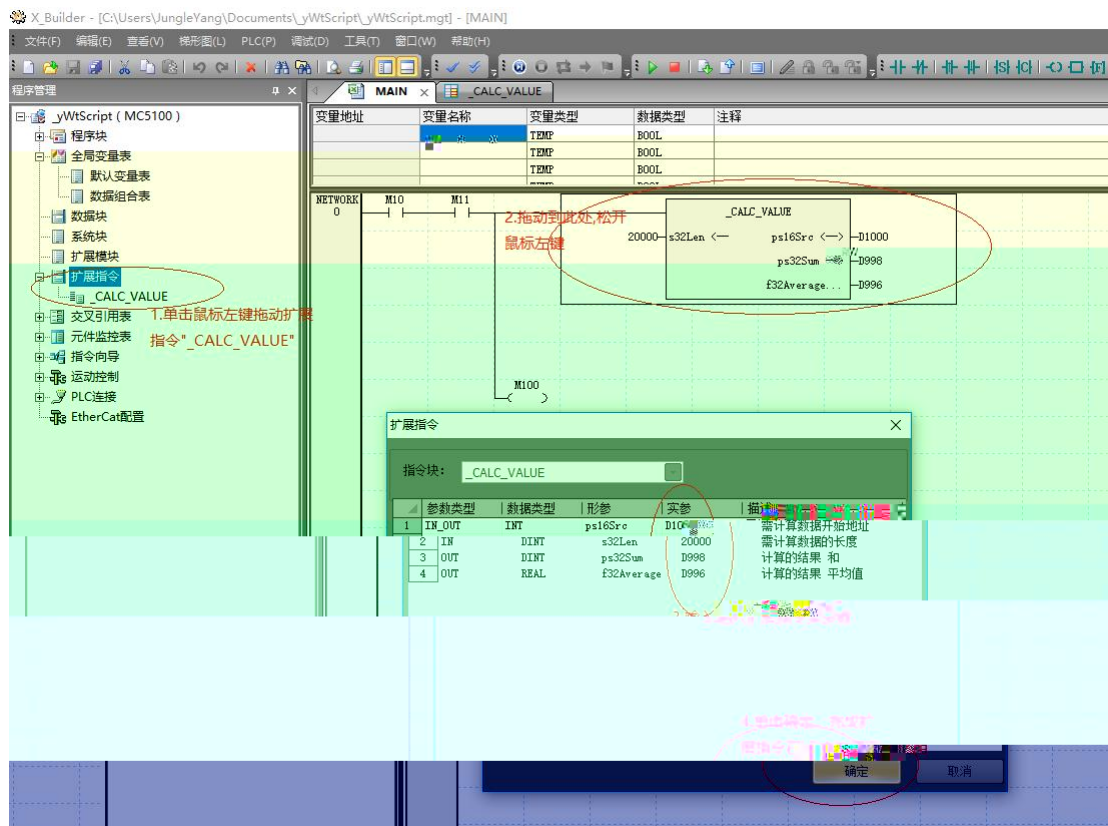 X_Builder - [C:\Users\JungleYang\Documents\_yWtScript\_yWtScript.mgt] - [MAIN]
文件(F) 编辑(E) 查看(V) 梯形图(L) PLC(P) 调试(D) 工具(T) 窗口(W) 帮助(H)
程序管理
MAIN
_CALC_VALUE
_yWtScript ( MC5100 )
程序块
全局变量表
默认变量表
数据组合表
数据块
系统块
扩展模块
扩展指令
_CALC_VALUE
交叉引用表
元件监控表
指令向导
运动控制
PLC连接
EtherCat配置
1.单击鼠标左键拖动扩展
指令"_CALC_VALUE"
变量地址 变量名称 变量类型 数据类型 注释
TEMP BOOL
TEMP BOOL
TEMP BOOL
NETWORK
0
M10 M11
2.拖动到此处,松开
鼠标左键
_CALC_VALUE
20000 s32Len ps16Src D1000
ps32Sum D998
f32Average... D996
M100
扩展指令
指令块: _CALC_VALUE
参数类型 数据类型 形参 实参
1 IN_OUT INT ps16Src 需计算数据开始地址
2 IN DINT s32Len 20000 需计算数据的长度
3 OUT DINT ps32Sum D998 计算的结果 和
4 OUT REAL f32Average D996 计算的结果 平均值
确定 取消